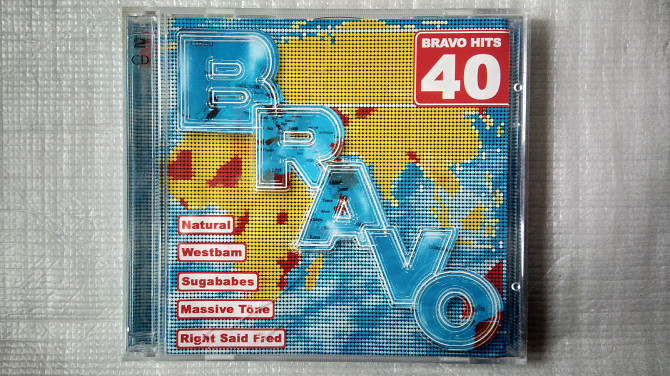 2
CD
BRAVO HITS
40
BRAVO
Natural
Westbam
Sugababes
Massive Töne
Right Said Fred